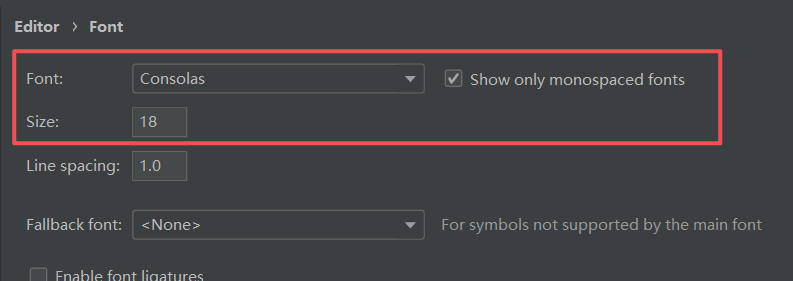 Editor › Font
Font: Consolas Show only monospaced fonts
Size: 18
Line spacing: 1.0
Fallback font: <None> For symbols not supported by the main font
Enable font ligatures